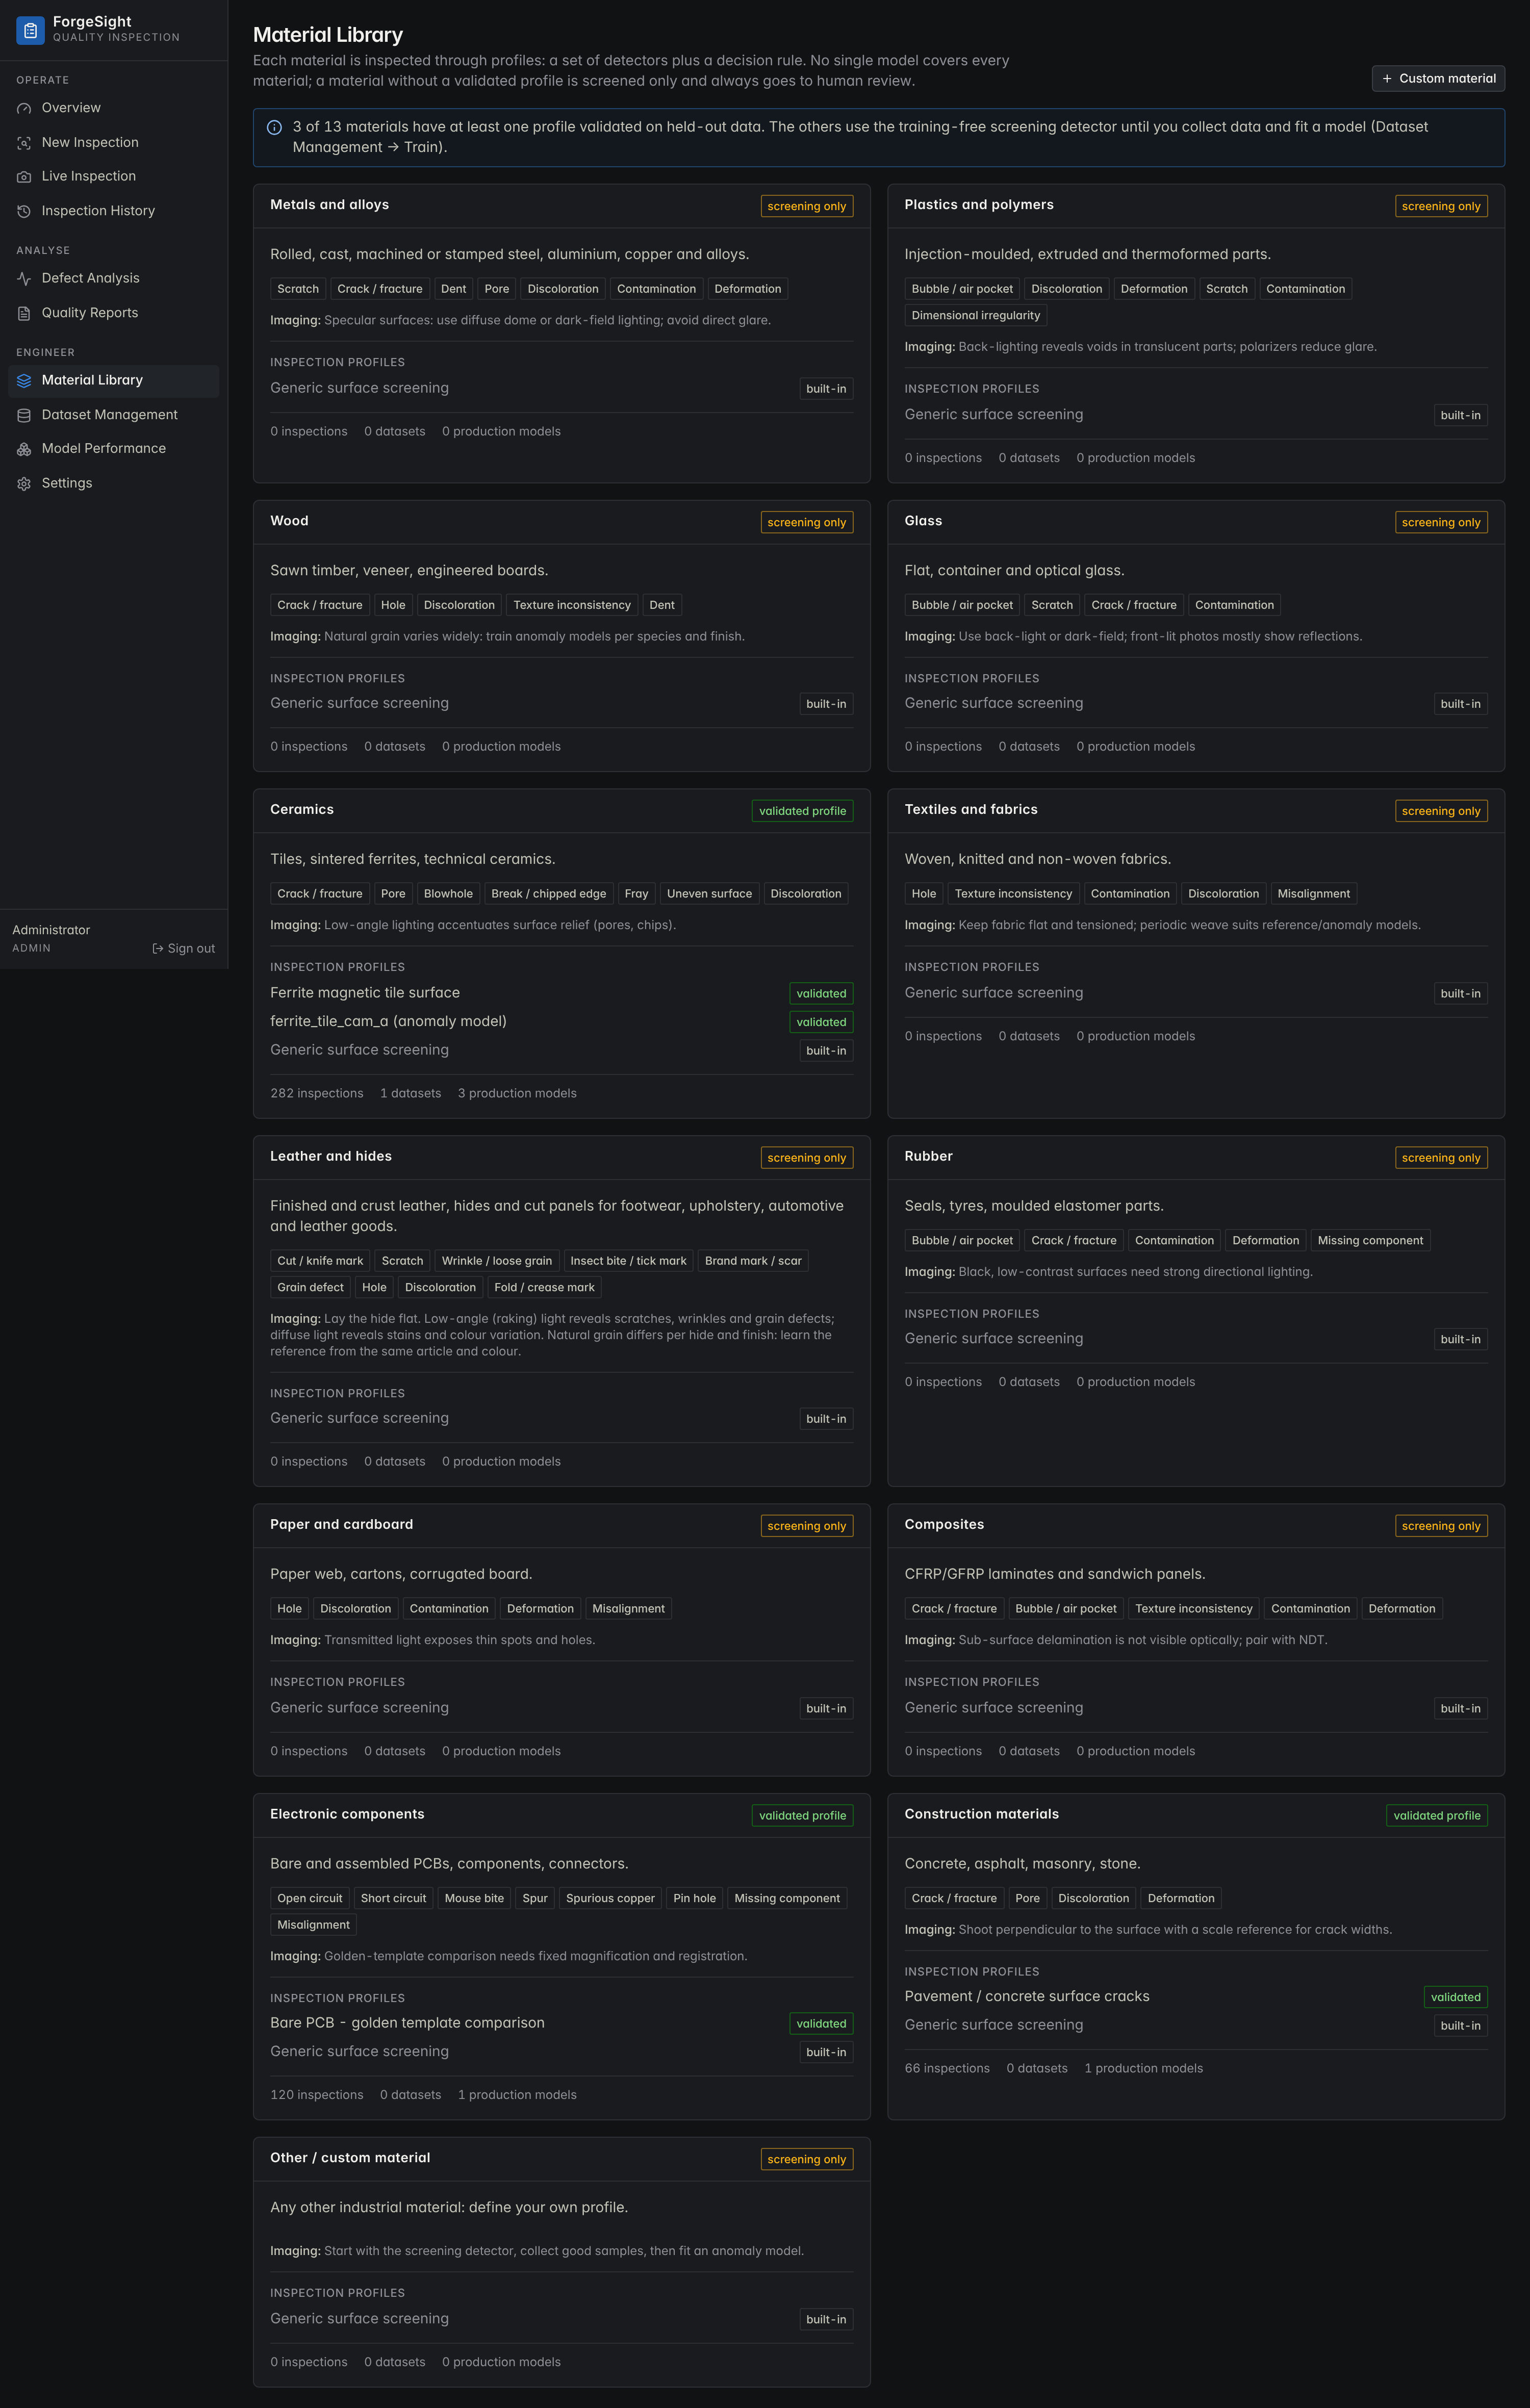 ForgeSight
QUALITY INSPECTION
OPERATE
Overview
New Inspection
Live Inspection
Inspection History
ANALYSE
Defect Analysis
Quality Reports
ENGINEER
Material Library
Dataset Management
Model Performance
Settings
Administrator
ADMIN
Sign out
Material Library
Each material is inspected through profiles: a set of detectors plus a decision rule. No single model covers every
material; a material without a validated profile is screened only and always goes to human review.
+ Custom material
3 of 13 materials have at least one profile validated on held-out data. The others use the training-free screening detector until you collect data and fit a model (Dataset
Management → Train).
Metals and alloys screening only
Rolled, cast, machined or stamped steel, aluminium, copper and alloys.
Scratch Crack / fracture Dent Pore Discoloration Contamination Deformation
Imaging: Specular surfaces: use diffuse dome or dark-field lighting; avoid direct glare.
INSPECTION PROFILES
Generic surface screening built-in
0 inspections 0 datasets 0 production models
Plastics and polymers screening only
Injection-moulded, extruded and thermoformed parts.
Bubble / air pocket Discoloration Deformation Scratch Contamination
Dimensional irregularity
Imaging: Back-lighting reveals voids in translucent parts; polarizers reduce glare.
INSPECTION PROFILES
Generic surface screening built-in
0 inspections 0 datasets 0 production models
Wood screening only
Sawn timber, veneer, engineered boards.
Crack / fracture Hole Discoloration Texture inconsistency Dent
Imaging: Natural grain varies widely: train anomaly models per species and finish.
INSPECTION PROFILES
Generic surface screening built-in
0 inspections 0 datasets 0 production models
Glass screening only
Flat, container and optical glass.
Bubble / air pocket Scratch Crack / fracture Contamination
Imaging: Use back-light or dark-field; front-lit photos mostly show reflections.
INSPECTION PROFILES
Generic surface screening built-in
0 inspections 0 datasets 0 production models
Ceramics validated profile
Tiles, sintered ferrites, technical ceramics.
Crack / fracture Pore Blowhole Break / chipped edge Fray Uneven surface Discoloration
Imaging: Low-angle lighting accentuates surface relief (pores, chips).
INSPECTION PROFILES
Ferrite magnetic tile surface validated
ferrite_tile_cam_a (anomaly model) validated
Generic surface screening built-in
282 inspections 1 datasets 3 production models
Textiles and fabrics screening only
Woven, knitted and non-woven fabrics.
Hole Texture inconsistency Contamination Discoloration Misalignment
Imaging: Keep fabric flat and tensioned; periodic weave suits reference/anomaly models.
INSPECTION PROFILES
Generic surface screening built-in
0 inspections 0 datasets 0 production models
Leather and hides screening only
Finished and crust leather, hides and cut panels for footwear, upholstery, automotive
and leather goods.
Cut / knife mark Scratch Wrinkle / loose grain Insect bite / tick mark Brand mark / scar
Grain defect Hole Discoloration Fold / crease mark
Imaging: Lay the hide flat. Low-angle (raking) light reveals scratches, wrinkles and grain defects;
diffuse light reveals stains and colour variation. Natural grain differs per hide and finish: learn the
reference from the same article and colour.
INSPECTION PROFILES
Generic surface screening built-in
0 inspections 0 datasets 0 production models
Rubber screening only
Seals, tyres, moulded elastomer parts.
Bubble / air pocket Crack / fracture Contamination Deformation Missing component
Imaging: Black, low-contrast surfaces need strong directional lighting.
INSPECTION PROFILES
Generic surface screening built-in
0 inspections 0 datasets 0 production models
Paper and cardboard screening only
Paper web, cartons, corrugated board.
Hole Discoloration Contamination Deformation Misalignment
Imaging: Transmitted light exposes thin spots and holes.
INSPECTION PROFILES
Generic surface screening built-in
0 inspections 0 datasets 0 production models
Composites screening only
CFRP/GFRP laminates and sandwich panels.
Crack / fracture Bubble / air pocket Texture inconsistency Contamination Deformation
Imaging: Sub-surface delamination is not visible optically; pair with NDT.
INSPECTION PROFILES
Generic surface screening built-in
0 inspections 0 datasets 0 production models
Electronic components validated profile
Bare and assembled PCBs, components, connectors.
Open circuit Short circuit Mouse bite Spur Spurious copper Pin hole Missing component
Misalignment
Imaging: Golden-template comparison needs fixed magnification and registration.
INSPECTION PROFILES
Bare PCB - golden template comparison validated
Generic surface screening built-in
120 inspections 0 datasets 1 production models
Construction materials validated profile
Concrete, asphalt, masonry, stone.
Crack / fracture Pore Discoloration Deformation
Imaging: Shoot perpendicular to the surface with a scale reference for crack widths.
INSPECTION PROFILES
Pavement / concrete surface cracks validated
Generic surface screening built-in
66 inspections 0 datasets 1 production models
Other / custom material screening only
Any other industrial material: define your own profile.
Imaging: Start with the screening detector, collect good samples, then fit an anomaly model.
INSPECTION PROFILES
Generic surface screening built-in
0 inspections 0 datasets 0 production models